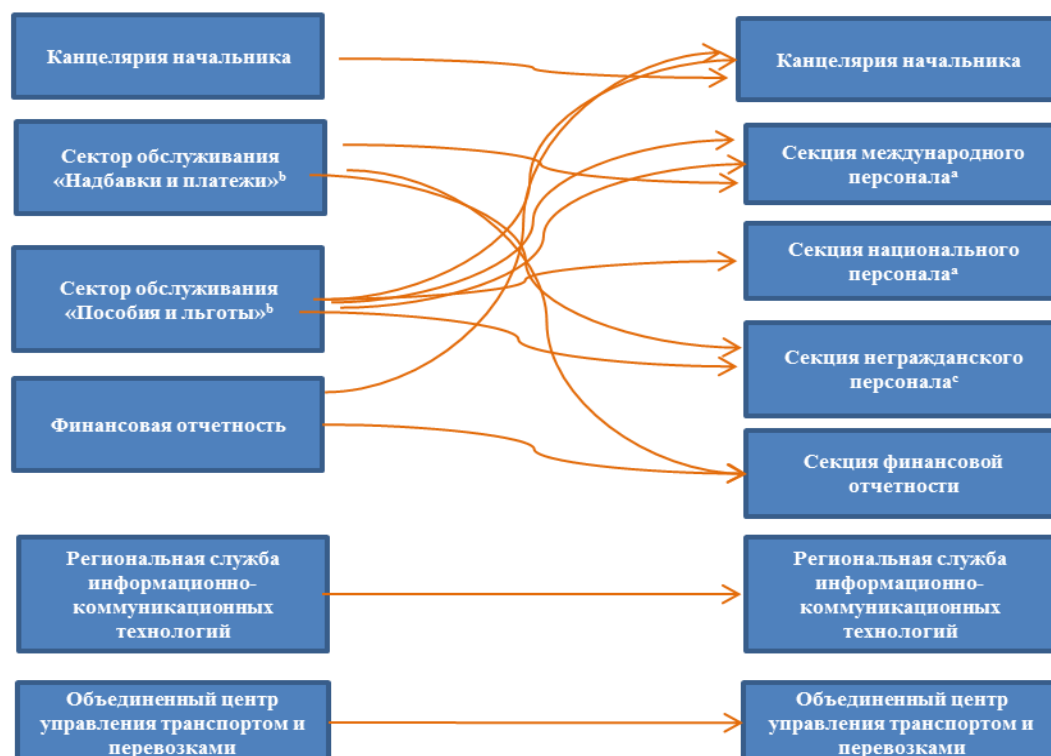 Канцелярия начальника
Сектор обслуживания
«Надбавки и платежи»ᵇ
Сектор обслуживания
«Пособия и льготы»ᵇ
Финансовая отчетность
Региональная служба
информационно-
коммуникационных
технологий
Объединенный центр
управления транспортом и
перевозками
Канцелярия начальника
Секция международного
персоналаᵃ
Секция национального
персоналаᵃ
Секция негражданского
персоналаᶜ
Секция финансовой
отчетности
Региональная служба
информационно-
коммуникационных
технологий
Объединенный центр
управления транспортом и
перевозками